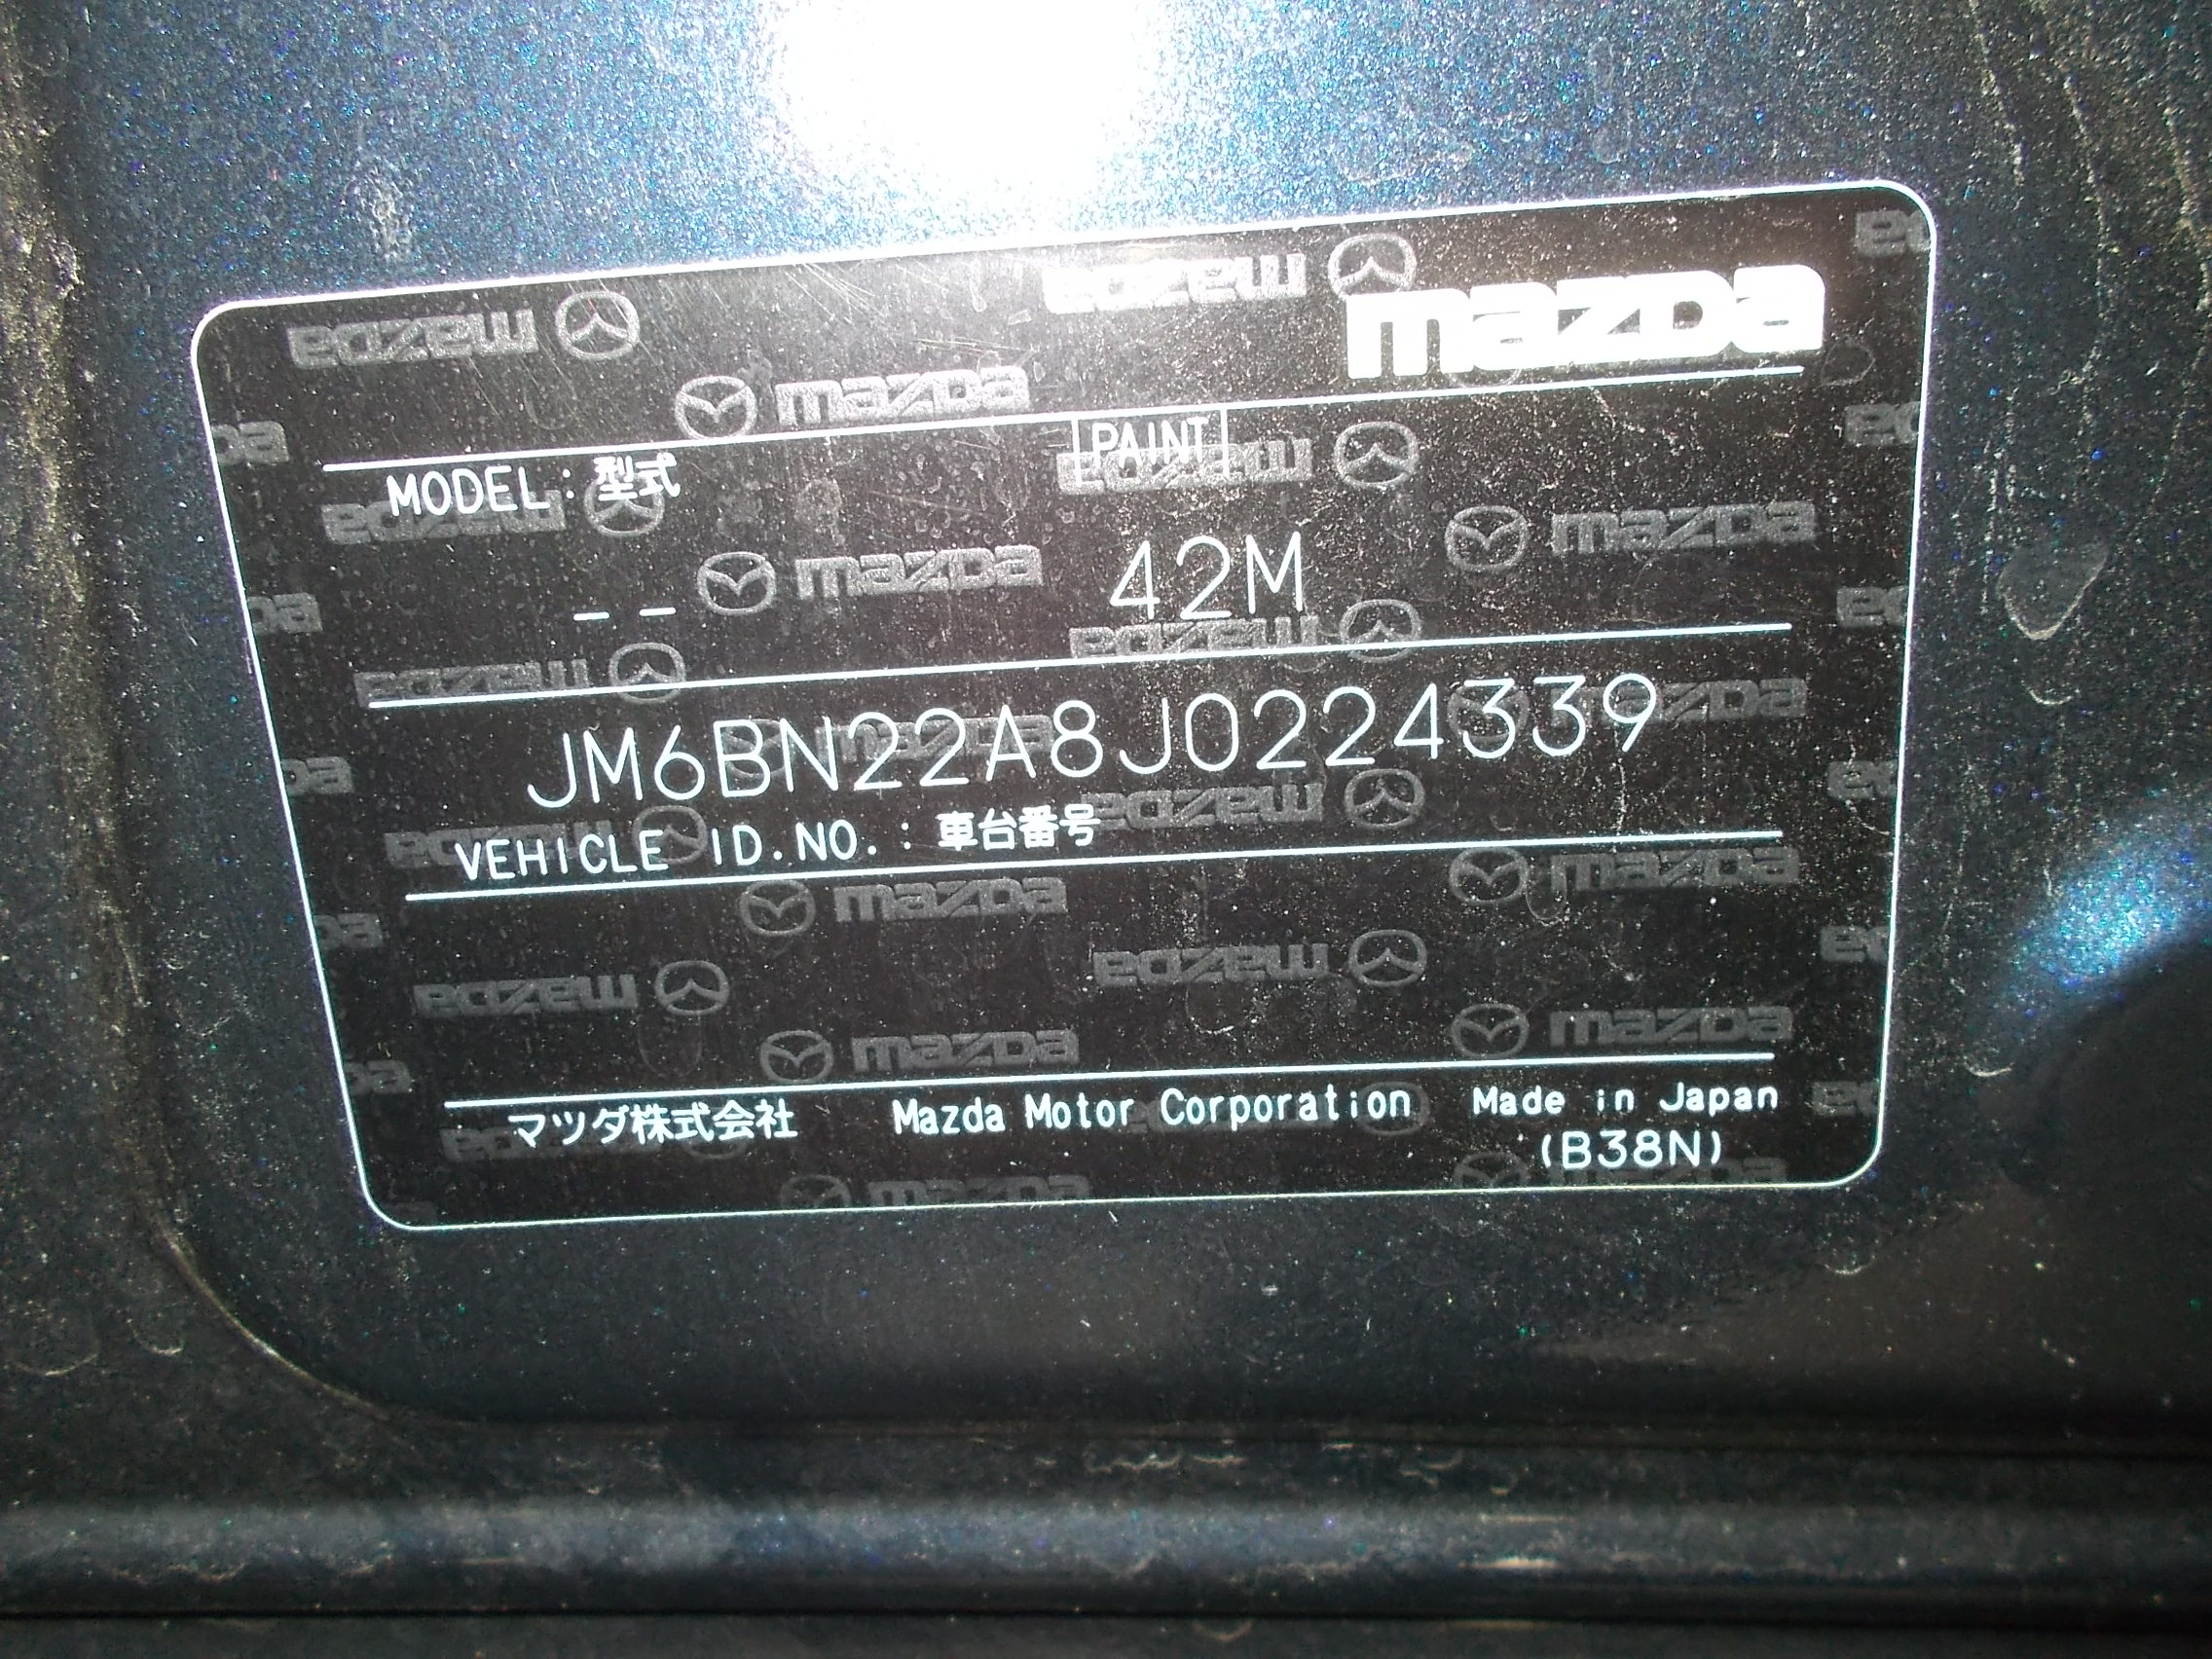 mazda
MODEL : 型式
PAINT
-- 42M
JM6BN22A8J0224339
VEHICLE ID.NO. : 車台番号
マツダ株式会社 Mazda Motor Corporation Made in Japan
(B38N)